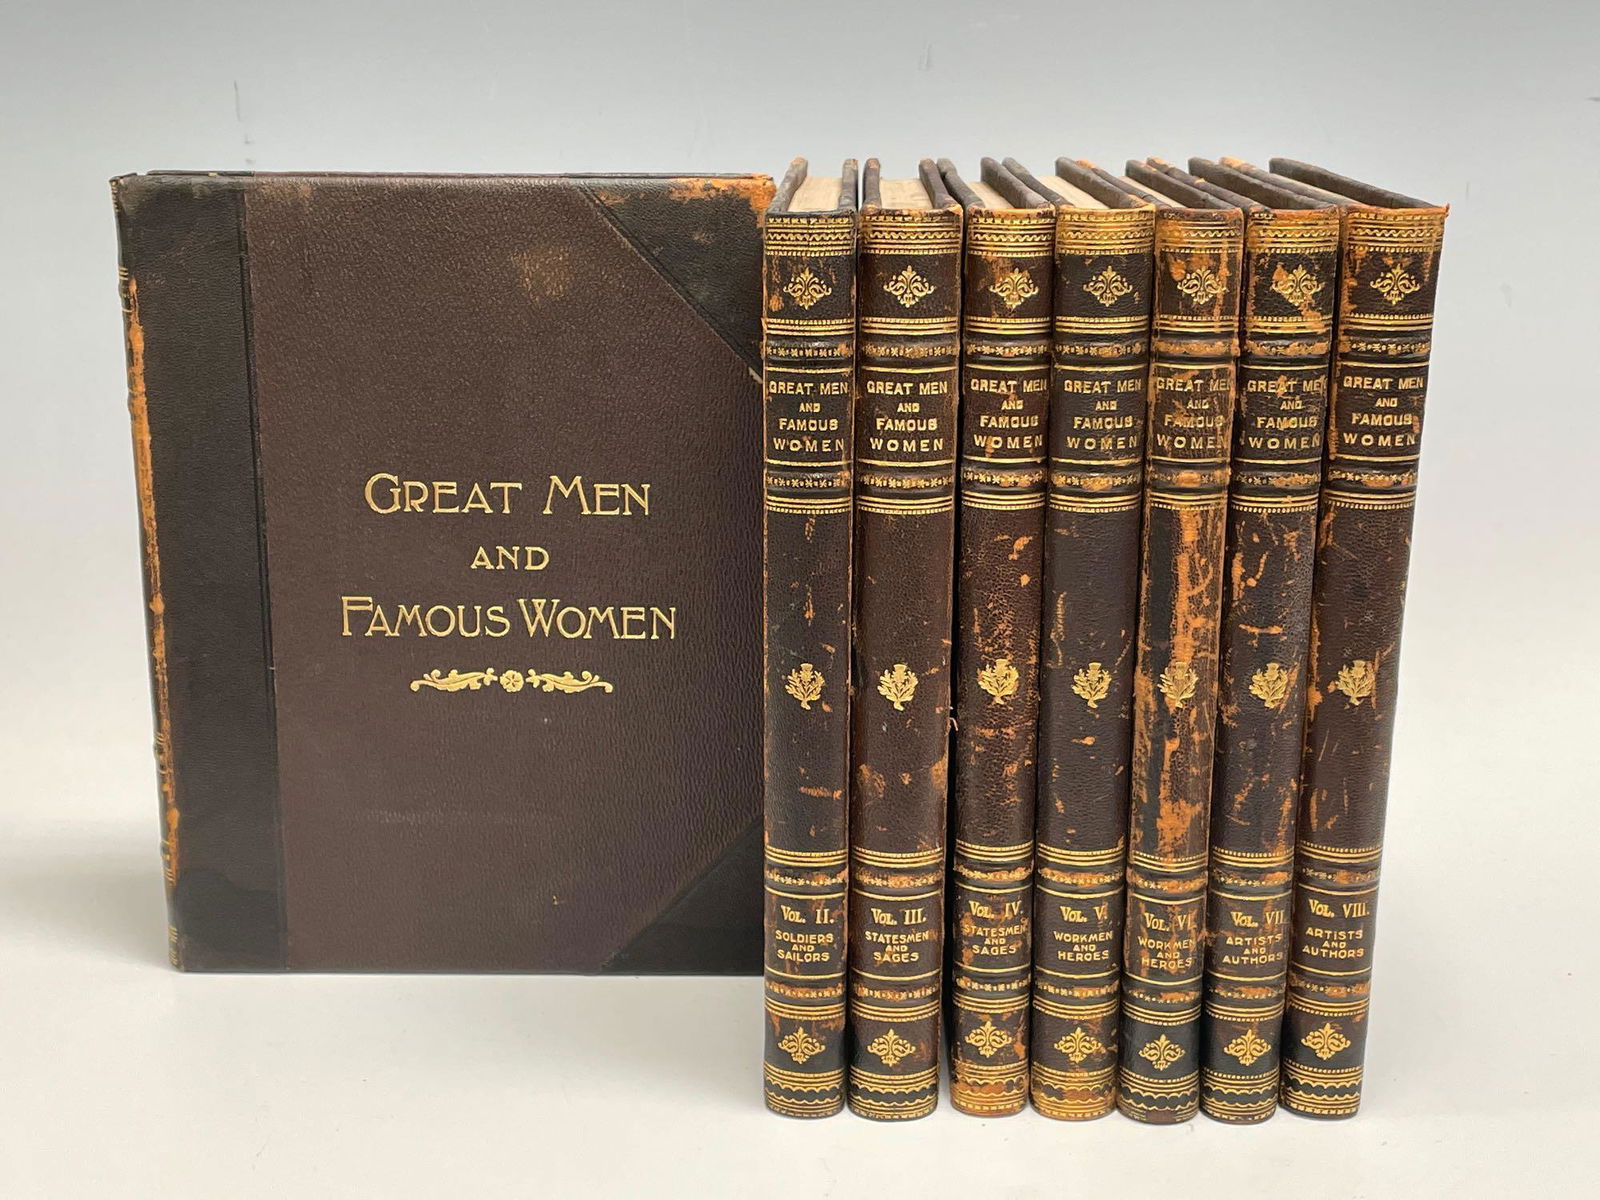 GREAT MEN
AND
FAMOUS WOMEN
GREAT MEN
AND
FAMOUS
WOMEN
VOL. II.
SOLDIERS
AND
SAILORS
GREAT MEN
AND
FAMOUS
WOMEN
VOL. III.
STATESMEN
AND
SAGES
GREAT MEN
AND
FAMOUS
WOMEN
VOL. IV.
STATESMEN
AND
SAGES
GREAT MEN
AND
FAMOUS
WOMEN
VOL. V.
WORKMEN
AND
HEROES
GREAT MEN
AND
FAMOUS
WOMEN
VOL. VI.
WORKMEN
AND
HEROES
GREAT MEN
AND
FAMOUS
WOMEN
VOL. VII.
ARTISTS
AND
AUTHORS
GREAT MEN
AND
FAMOUS
WOMEN
VOL. VIII.
ARTISTS
AND
AUTHORS